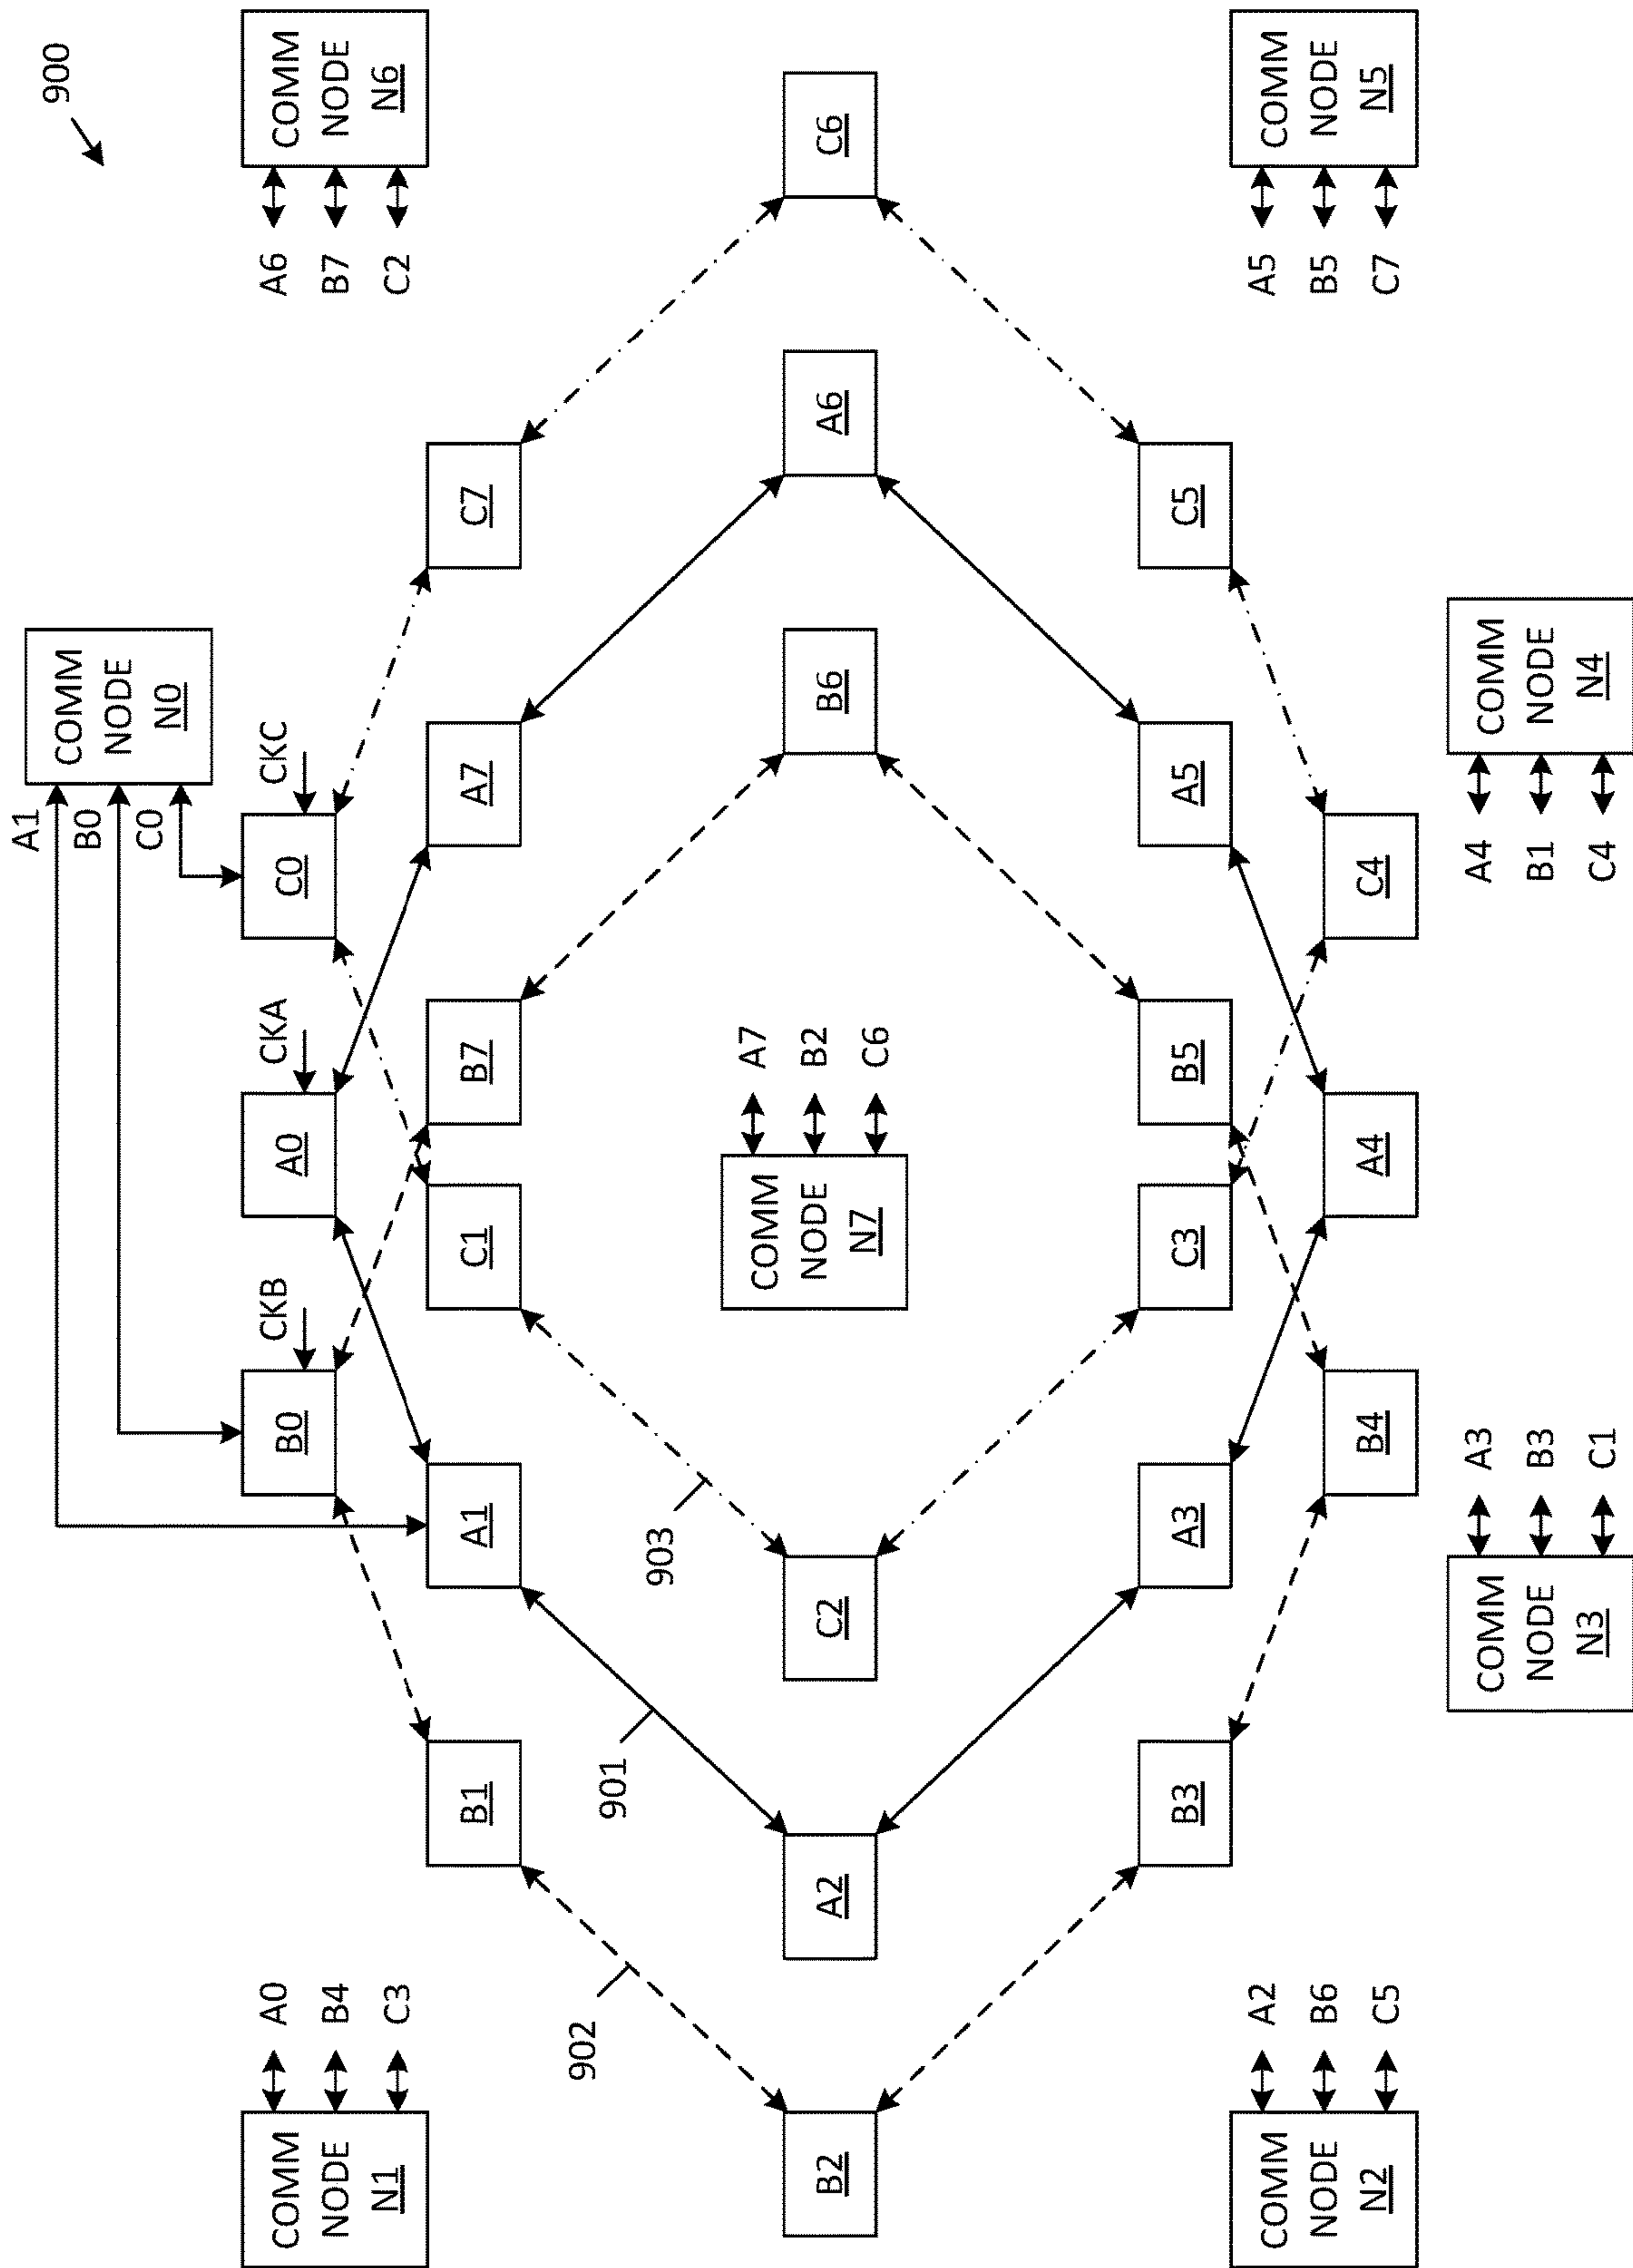 900
A1
B0
C0
COMM
NODE
N0
COMM
NODE
N1
A0
B4
C3
B0
CKB
A0
CKA
C0
CKC
A6
B7
C2
COMM
NODE
N6
B1
A1
C1
B7
A7
C7
902
901
903
B2
A2
C2
COMM
NODE
N7
A7
B2
C6
B6
A6
C6
B3
A3
C3
B5
A5
C5
COMM
NODE
N2
A2
B6
C5
B4
A4
C4
A5
B5
C7
COMM
NODE
N5
COMM
NODE
N3
A3
B3
C1
A4
B1
C4
COMM
NODE
N4